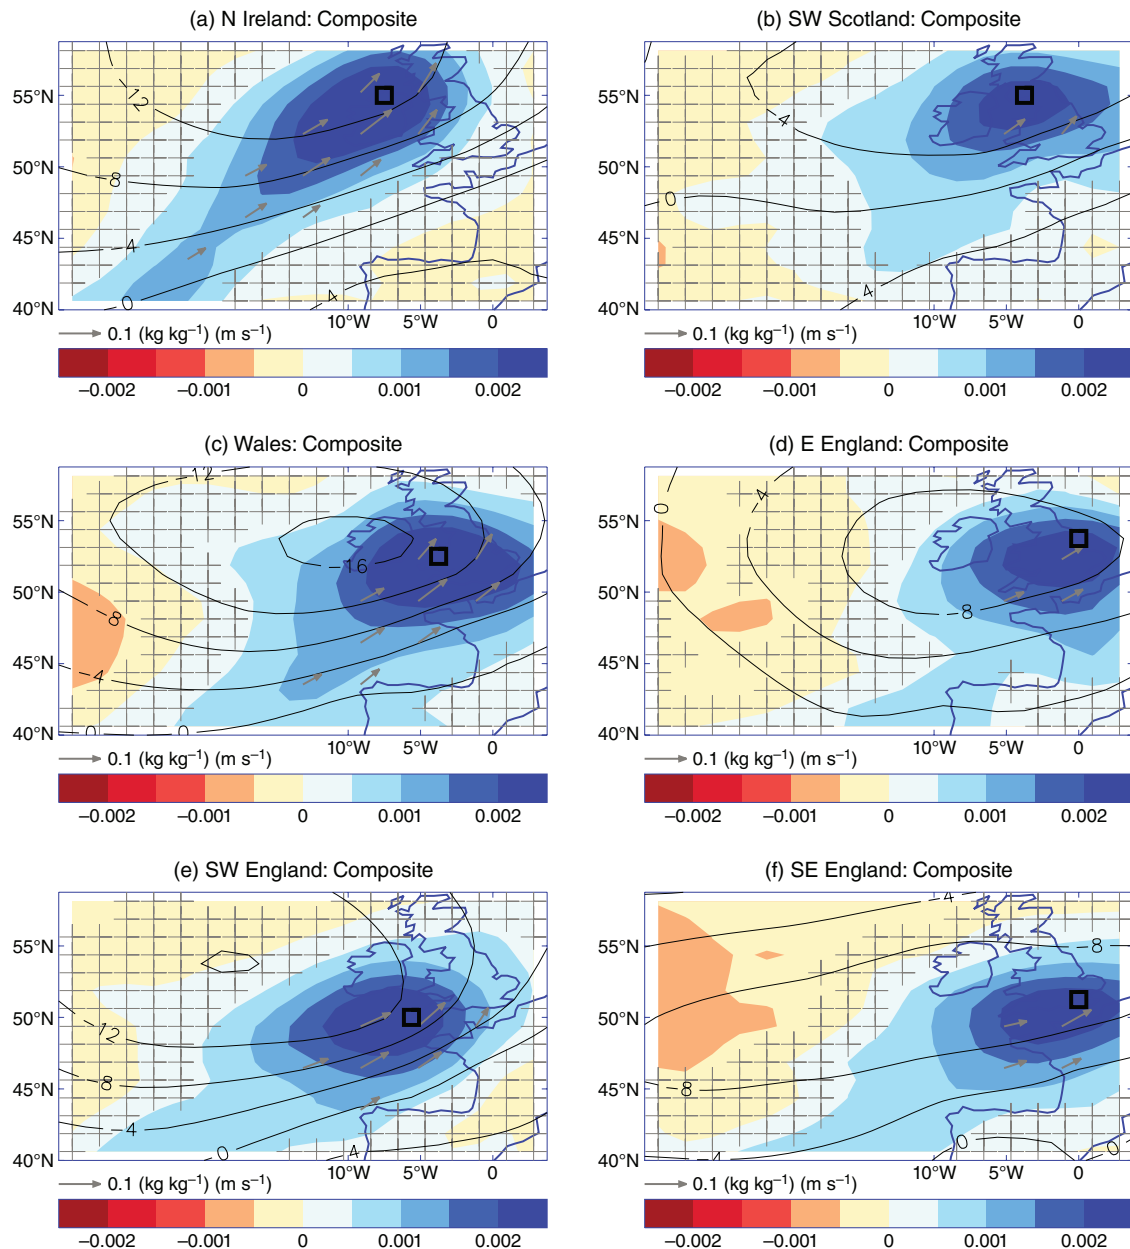 (a) N Ireland: Composite
(b) SW Scotland: Composite
55°N
50°N
45°N
40°N
−12
−8
−4
0
4
10°W 5°W 0
0.1 (kg kg⁻¹) (m s⁻¹)
−0.002 −0.001 0 0.001 0.002
55°N
50°N
45°N
40°N
−4
0
4
10°W 5°W 0
0.1 (kg kg⁻¹) (m s⁻¹)
−0.002 −0.001 0 0.001 0.002
(c) Wales: Composite
(d) E England: Composite
55°N
50°N
45°N
40°N
−12
−16
−8
−4
0
0
10°W 5°W 0
0.1 (kg kg⁻¹) (m s⁻¹)
−0.002 −0.001 0 0.001 0.002
55°N
50°N
45°N
40°N
0
−4
−8
10°W 5°W 0
0.1 (kg kg⁻¹) (m s⁻¹)
−0.002 −0.001 0 0.001 0.002
(e) SW England: Composite
(f) SE England: Composite
55°N
50°N
45°N
40°N
−12
−8
−4
0
4
10°W 5°W 0
0.1 (kg kg⁻¹) (m s⁻¹)
−0.002 −0.001 0 0.001 0.002
55°N
50°N
45°N
40°N
−4
−8
−8
−4
0
0
10°W 5°W 0
0.1 (kg kg⁻¹) (m s⁻¹)
−0.002 −0.001 0 0.001 0.002